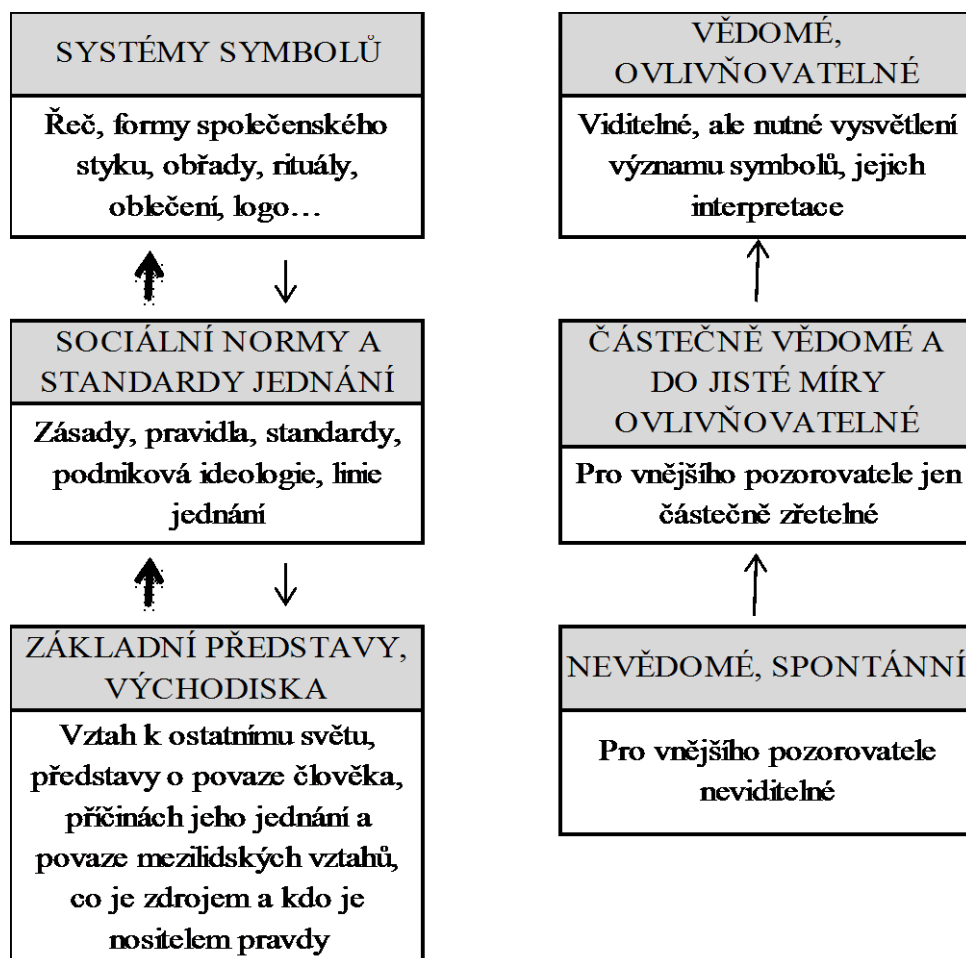 SYSTÉMY SYMBOLŮ
Řeč, formy společenského
styku, obřady, rituály,
oblečení, logo…
SOCIÁLNÍ NORMY A
STANDARDY JEDNÁNÍ
Zásady, pravidla, standardy,
podniková ideologie, linie
jednání
ZÁKLADNÍ PŘEDSTAVY,
VÝCHODISKA
Vztah k ostatnímu světu,
představy o povaze člověka,
příčinách jeho jednání a
povaze mezilidských vztahů,
co je zdrojem a kdo je
nositelem pravdy
VĚDOMÉ,
OVLIVŇOVATELNÉ
Viditelné, ale nutné vysvětlení
významu symbolů, jejich
interpretace
ČÁSTEČNĚ VĚDOMÉ A
DO JISTÉ MÍRY
OVLIVŇOVATELNÉ
Pro vnějšího pozorovatele jen
částečně zřetelné
NEVĚDOMÉ, SPONTÁNNÍ
Pro vnějšího pozorovatele
neviditelné